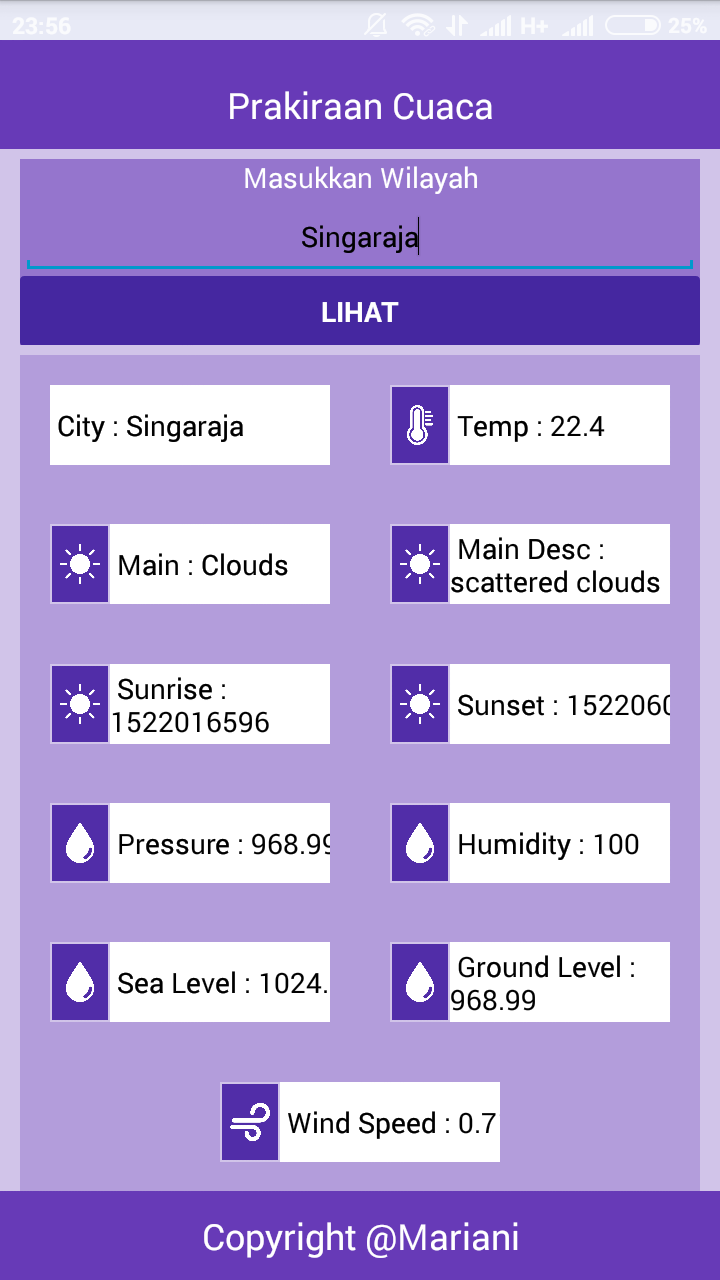 23:56 H+ 25%
Prakiraan Cuaca
Masukkan Wilayah
Singaraja
LIHAT
City : Singaraja
Temp : 22.4
Main : Clouds
Main Desc :
scattered clouds
Sunrise :
1522016596
Sunset : 152206
Pressure : 968.99
Humidity : 100
Sea Level : 1024.
Ground Level :
968.99
Wind Speed : 0.7
Copyright @Mariani